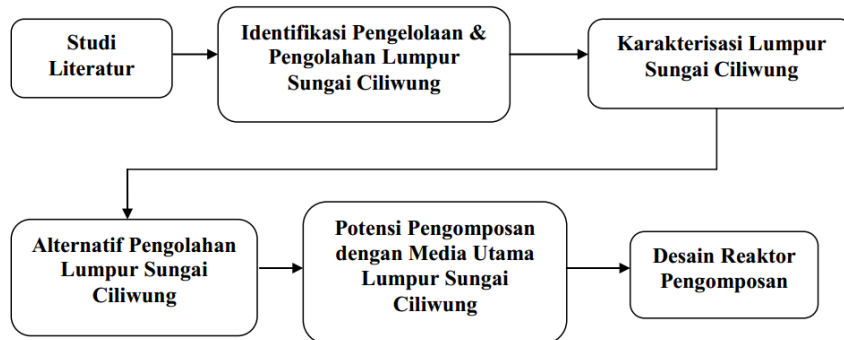 Studi
Literatur
Identifikasi Pengelolaan &
Pengolahan Lumpur
Sungai Ciliwung
Karakterisasi Lumpur
Sungai Ciliwung
Alternatif Pengolahan
Lumpur Sungai
Ciliwung
Potensi Pengomposan
dengan Media Utama
Lumpur Sungai
Ciliwung
Desain Reaktor
Pengomposan